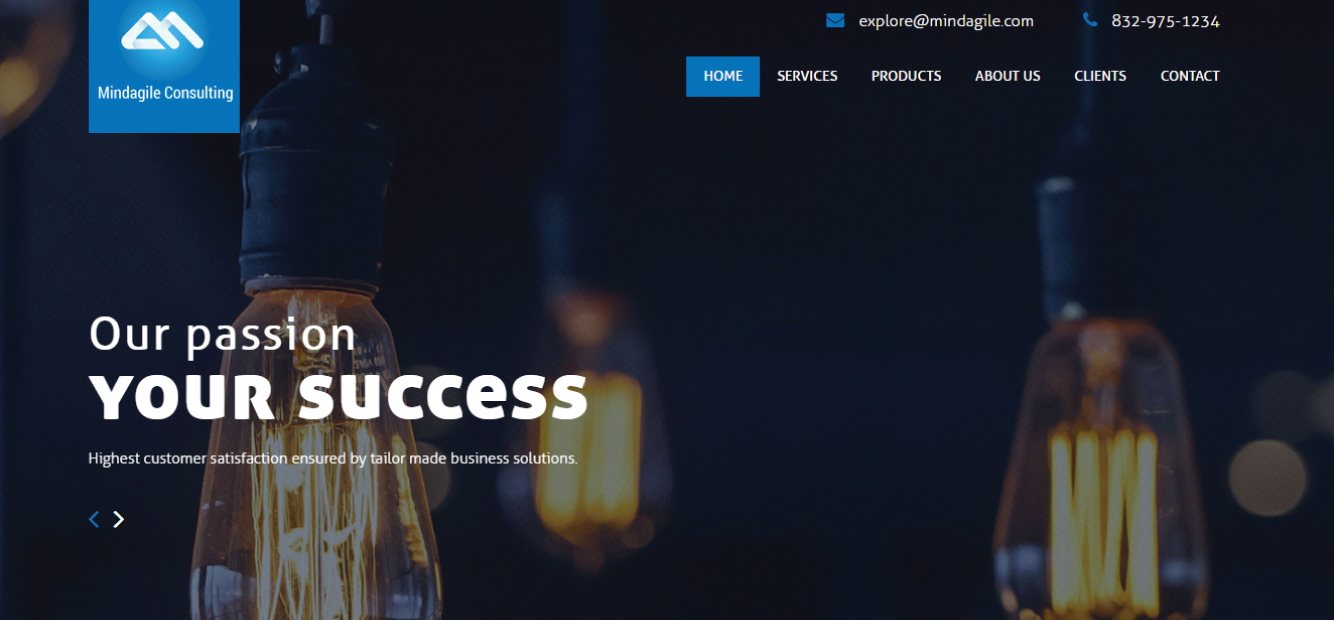 explore@mindagile.com 832-975-1234
Mindagile Consulting
HOME SERVICES PRODUCTS ABOUT US CLIENTS CONTACT
Our passion
YOUR SUCCESS
Highest customer satisfaction ensured by tailor made business solutions.